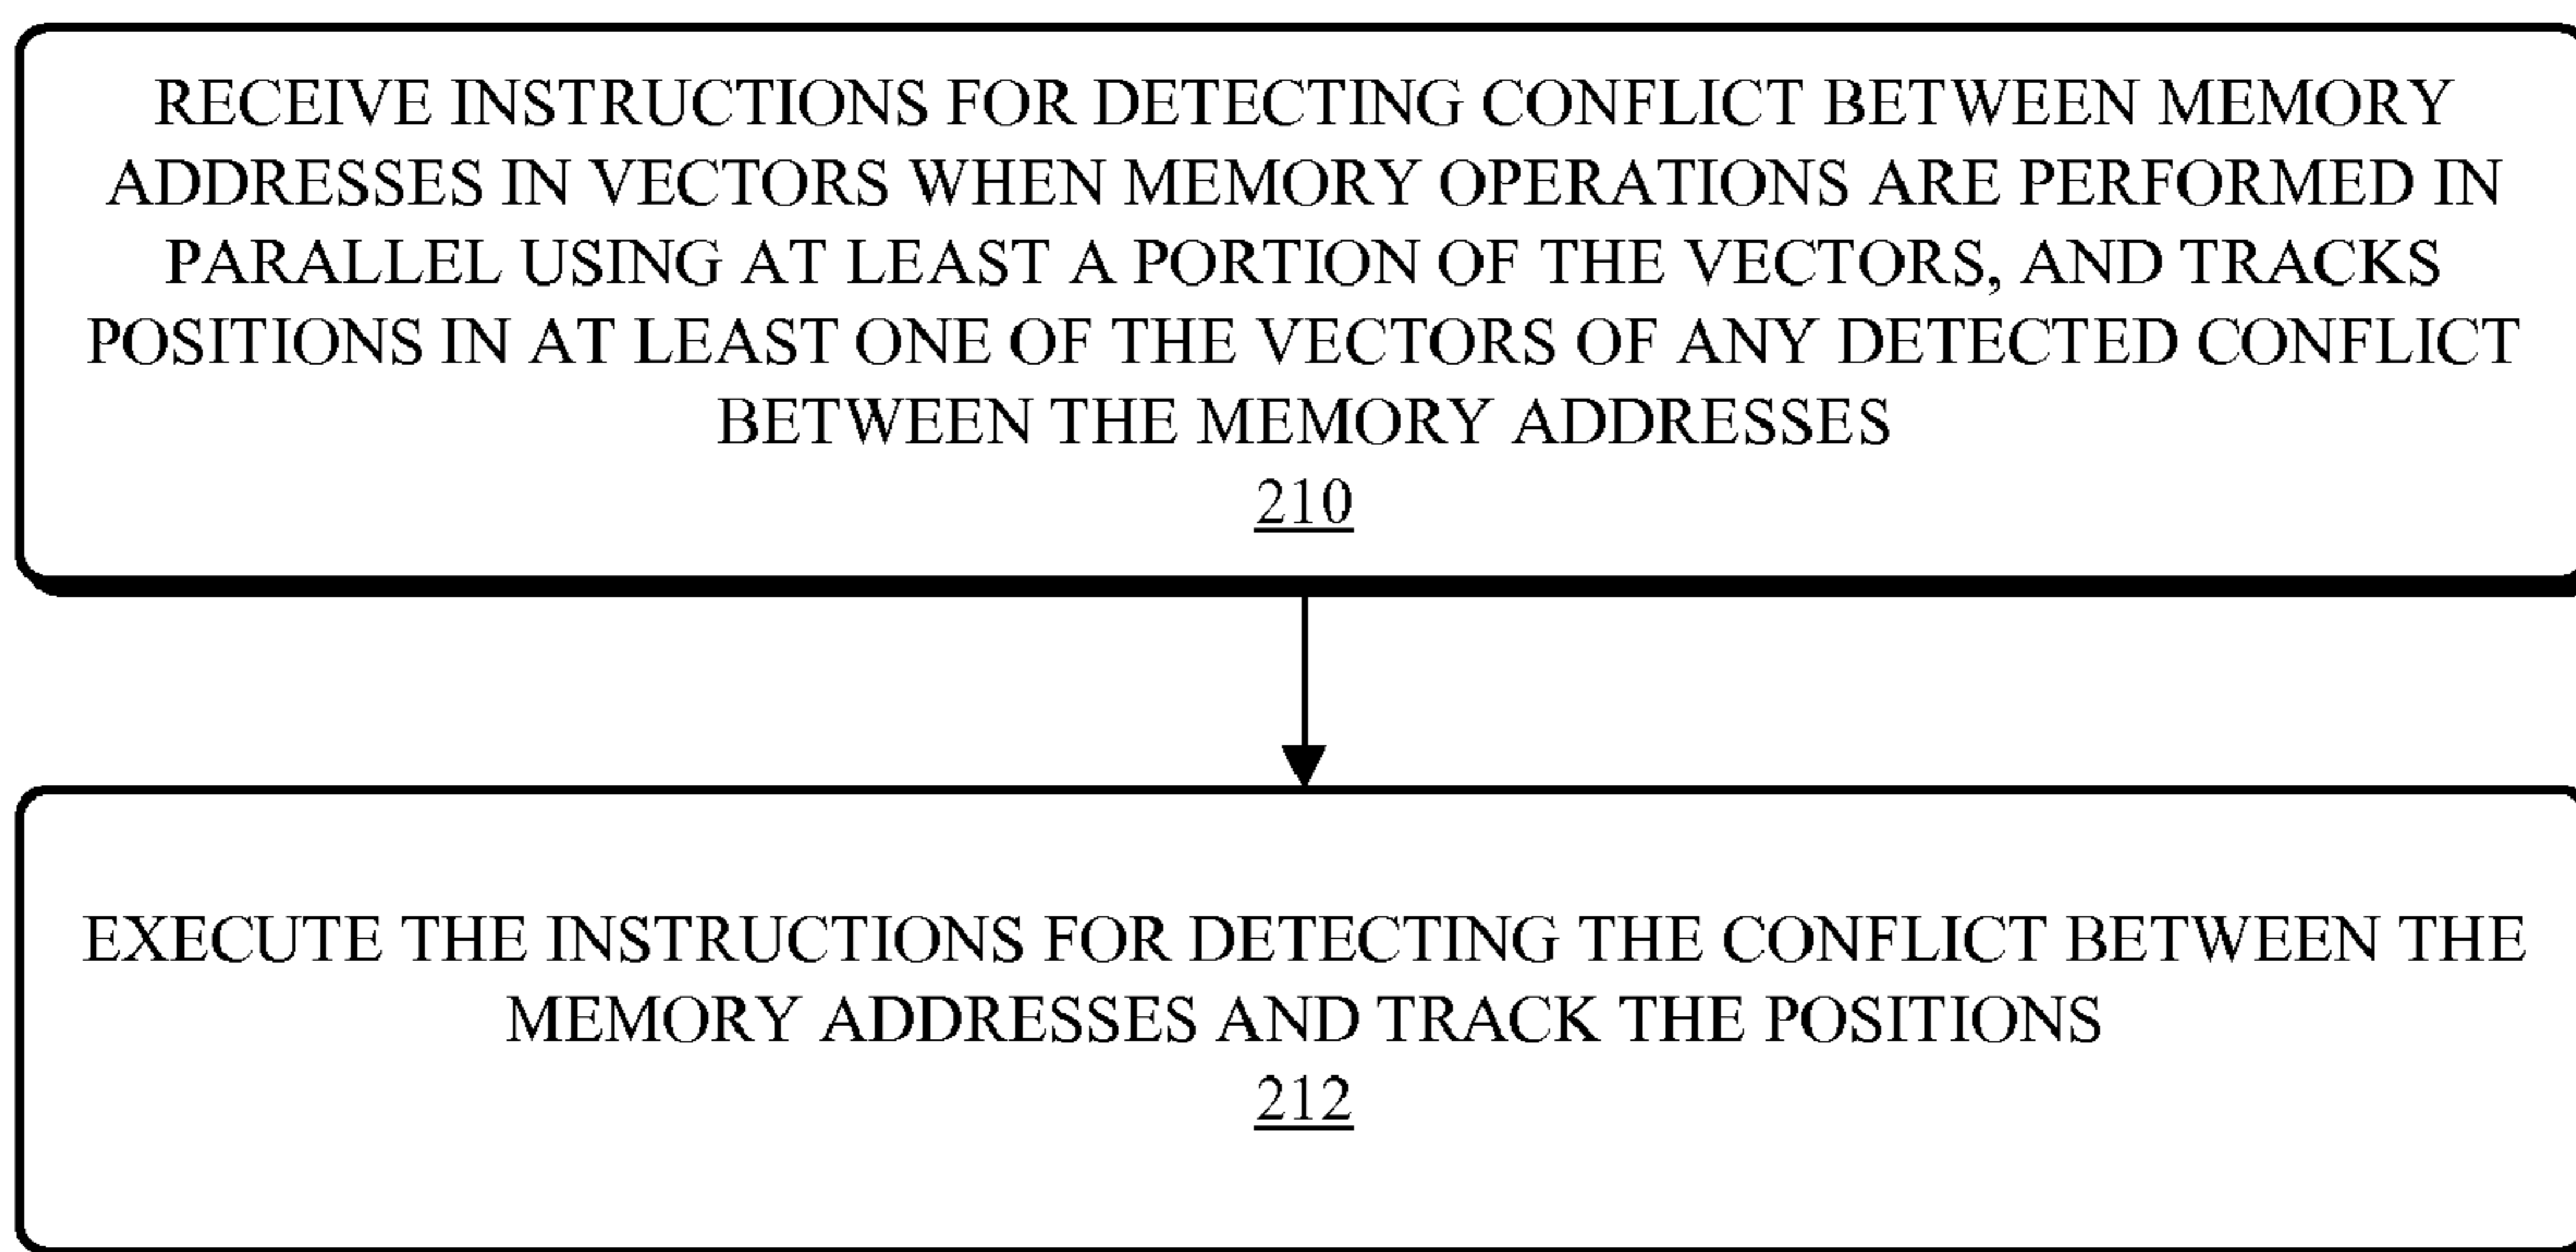 RECEIVE INSTRUCTIONS FOR DETECTING CONFLICT BETWEEN MEMORY
ADDRESSES IN VECTORS WHEN MEMORY OPERATIONS ARE PERFORMED IN
PARALLEL USING AT LEAST A PORTION OF THE VECTORS, AND TRACKS
POSITIONS IN AT LEAST ONE OF THE VECTORS OF ANY DETECTED CONFLICT
BETWEEN THE MEMORY ADDRESSES
210
EXECUTE THE INSTRUCTIONS FOR DETECTING THE CONFLICT BETWEEN THE
MEMORY ADDRESSES AND TRACK THE POSITIONS
212